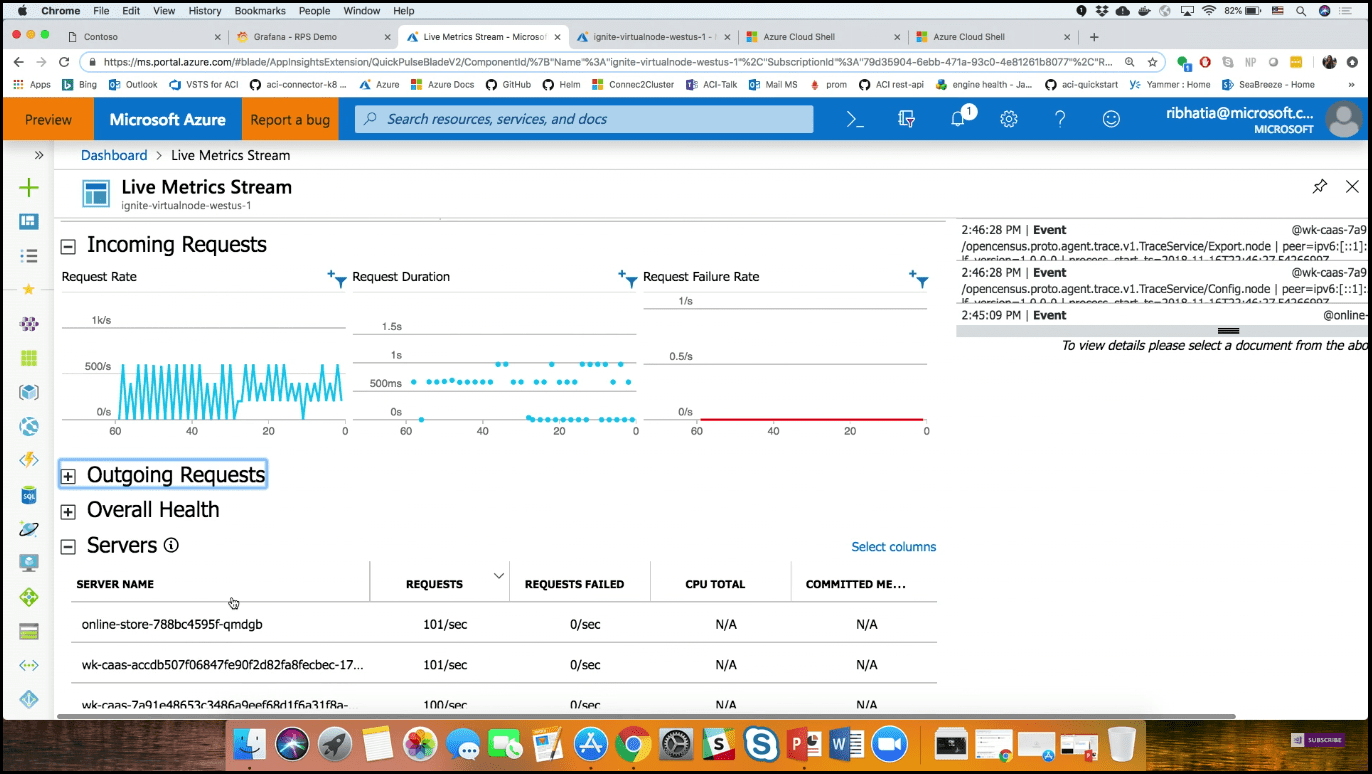 Chrome File Edit View History Bookmarks People Window Help
82%
Contoso
Grafana - RPS Demo
Live Metrics Stream - Microso
ignite-virtualnode-westus-1 -
Azure Cloud Shell
Azure Cloud Shell
https://ms.portal.azure.com/#blade/AppInsightsExtension/QuickPulseBladeV2/ComponentId/%7B"Name"%3A"ignite-virtualnode-westus-1"%2C"SubscriptionId"%3A"79d35904-6ebb-471a-93c0-4e81261b8077"%2C"R...
NP
Apps Bing Outlook VSTS for ACI aci-connector-k8 ... Azure Azure Docs GitHub Helm Connec2Cluster ACI-Talk Mail MS prom ACI rest-api engine health - Ja... aci-quickstart Yammer : Home SeaBreeze - Home »
Preview
Microsoft Azure
Report a bug
Search resources, services, and docs
1
ribhatia@microsoft.c...
MICROSOFT
Dashboard > Live Metrics Stream
Live Metrics Stream
ignite-virtualnode-westus-1
Incoming Requests
Request Rate
1k/s
500/s
0/s
60 40 20 0
Request Duration
1.5s
1s
500ms
0s
60 40 20 0
Request Failure Rate
1/s
0.5/s
0/s
60 40 20 0
2:46:28 PM | Event @wk-caas-7a9
/opencensus.proto.agent.trace.v1.TraceService/Export.node | peer=ipv6:[::1]:
2:46:28 PM | Event @wk-caas-7a9
/opencensus.proto.agent.trace.v1.TraceService/Config.node | peer=ipv6:[::1]:
2:45:09 PM | Event @online-
To view details please select a document from the abo
Outgoing Requests
Overall Health
Servers
Select columns
SERVER NAME REQUESTS REQUESTS FAILED CPU TOTAL COMMITTED ME...
online-store-788bc4595f-qmdgb 101/sec 0/sec N/A N/A
wk-caas-accdb507f06847fe90f2d82fa8fecbec-17... 101/sec 0/sec N/A N/A
wk-caas-7a91e48653c3486a9eef68d1f6a31f8a-... 100/sec 0/sec N/A N/A
SQL
SUBSCRIBE